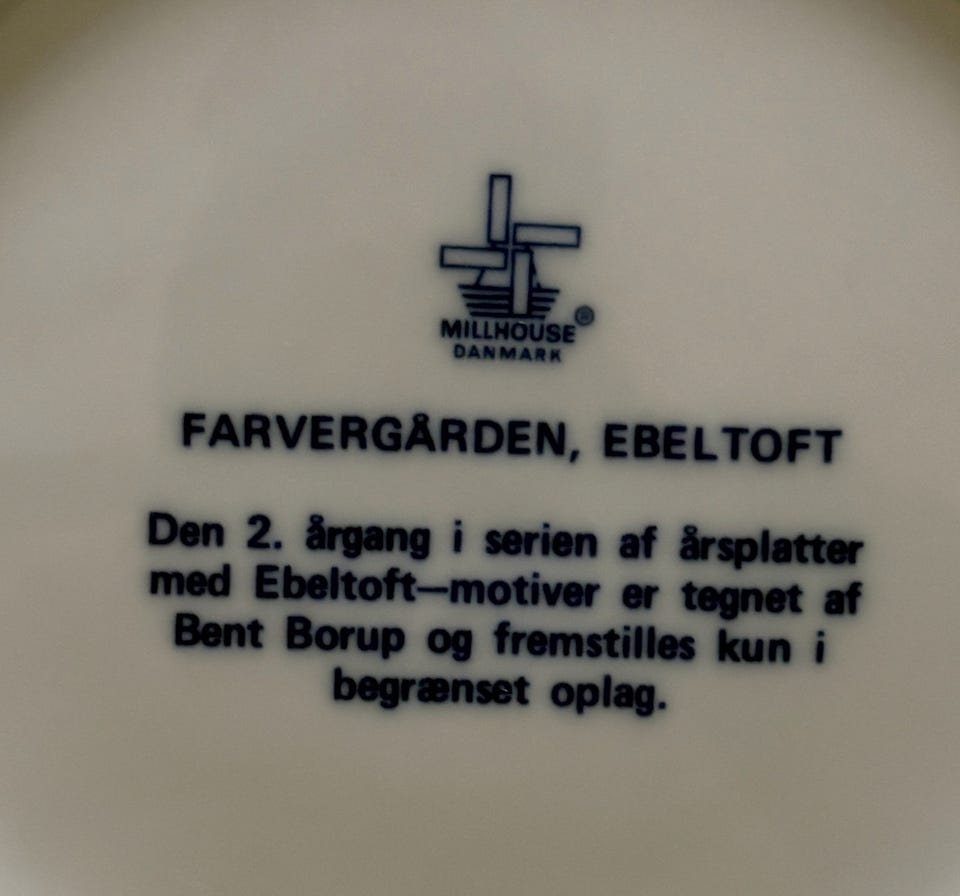 MILLHOUSE®
DANMARK
FARVERGÅRDEN, EBELTOFT
Den 2. årgang i serien af årsplatter
med Ebeltoft—motiver er tegnet af
Bent Borup og fremstilles kun i
begrænset oplag.